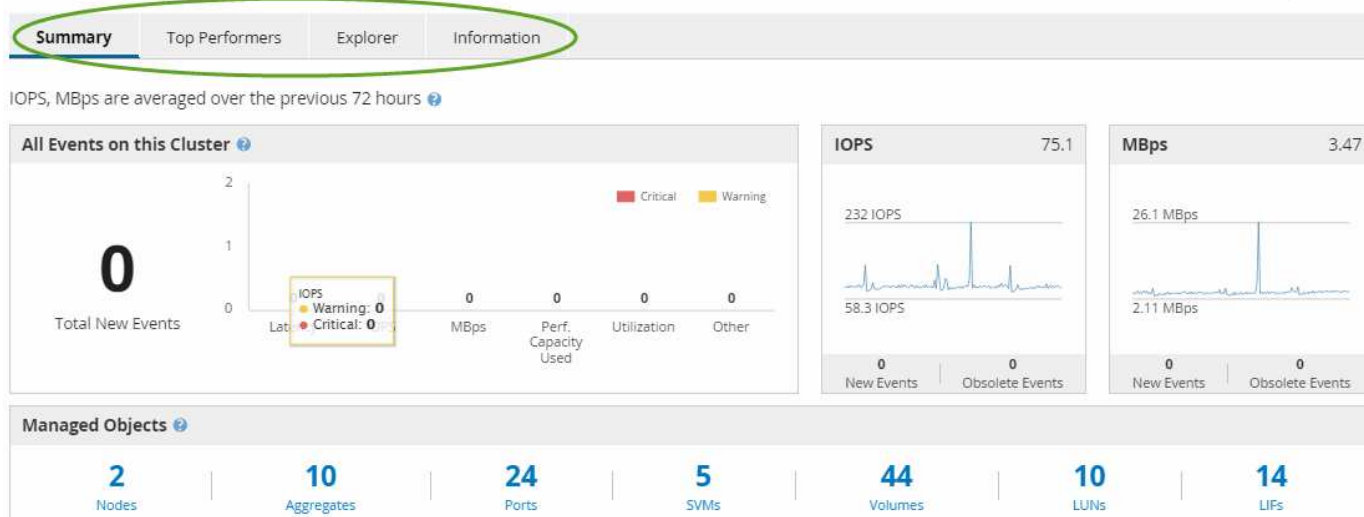 Summary Top Performers Explorer Information
IOPS, MBps are averaged over the previous 72 hours
All Events on this Cluster
2
Critical Warning
1
0
0
Total New Events
IOPS
Warning: 0
Critical: 0
0 0 0 0
MBps Perf. Capacity Used Utilization Other
IOPS 75.1
232 IOPS
58.3 IOPS
0 0
New Events Obsolete Events
MBps 3.47
26.1 MBps
2.11 MBps
0 0
New Events Obsolete Events
Managed Objects
2 10 24 5 44 10 14
Nodes Aggregates Ports SVMs Volumes LUNs LIFs